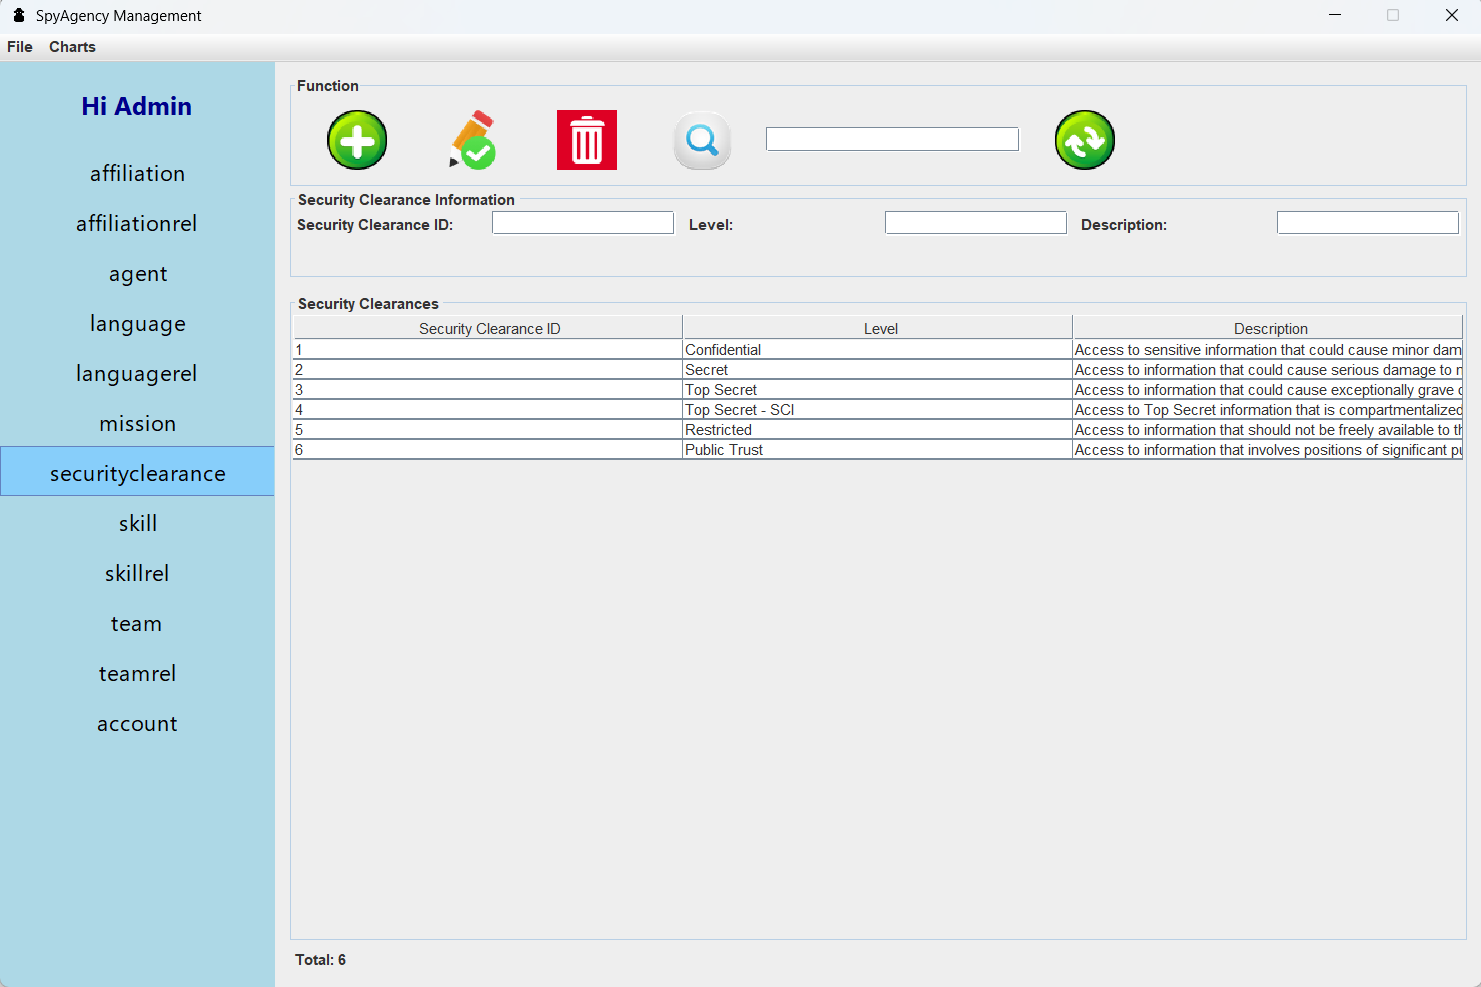 SpyAgency Management
File Charts
Hi Admin
affiliation
affiliationrel
agent
language
languagerel
mission
securityclearance
skill
skillrel
team
teamrel
account
Function
Security Clearance Information
Security Clearance ID: Level: Description:
Security Clearances
Security Clearance ID Level Description
1 Confidential Access to sensitive information that could cause minor dam
2 Secret Access to information that could cause serious damage to n
3 Top Secret Access to information that could cause exceptionally grave
4 Top Secret - SCI Access to Top Secret information that is compartmentalized
5 Restricted Access to information that should not be freely available to th
6 Public Trust Access to information that involves positions of significant pu
Total: 6